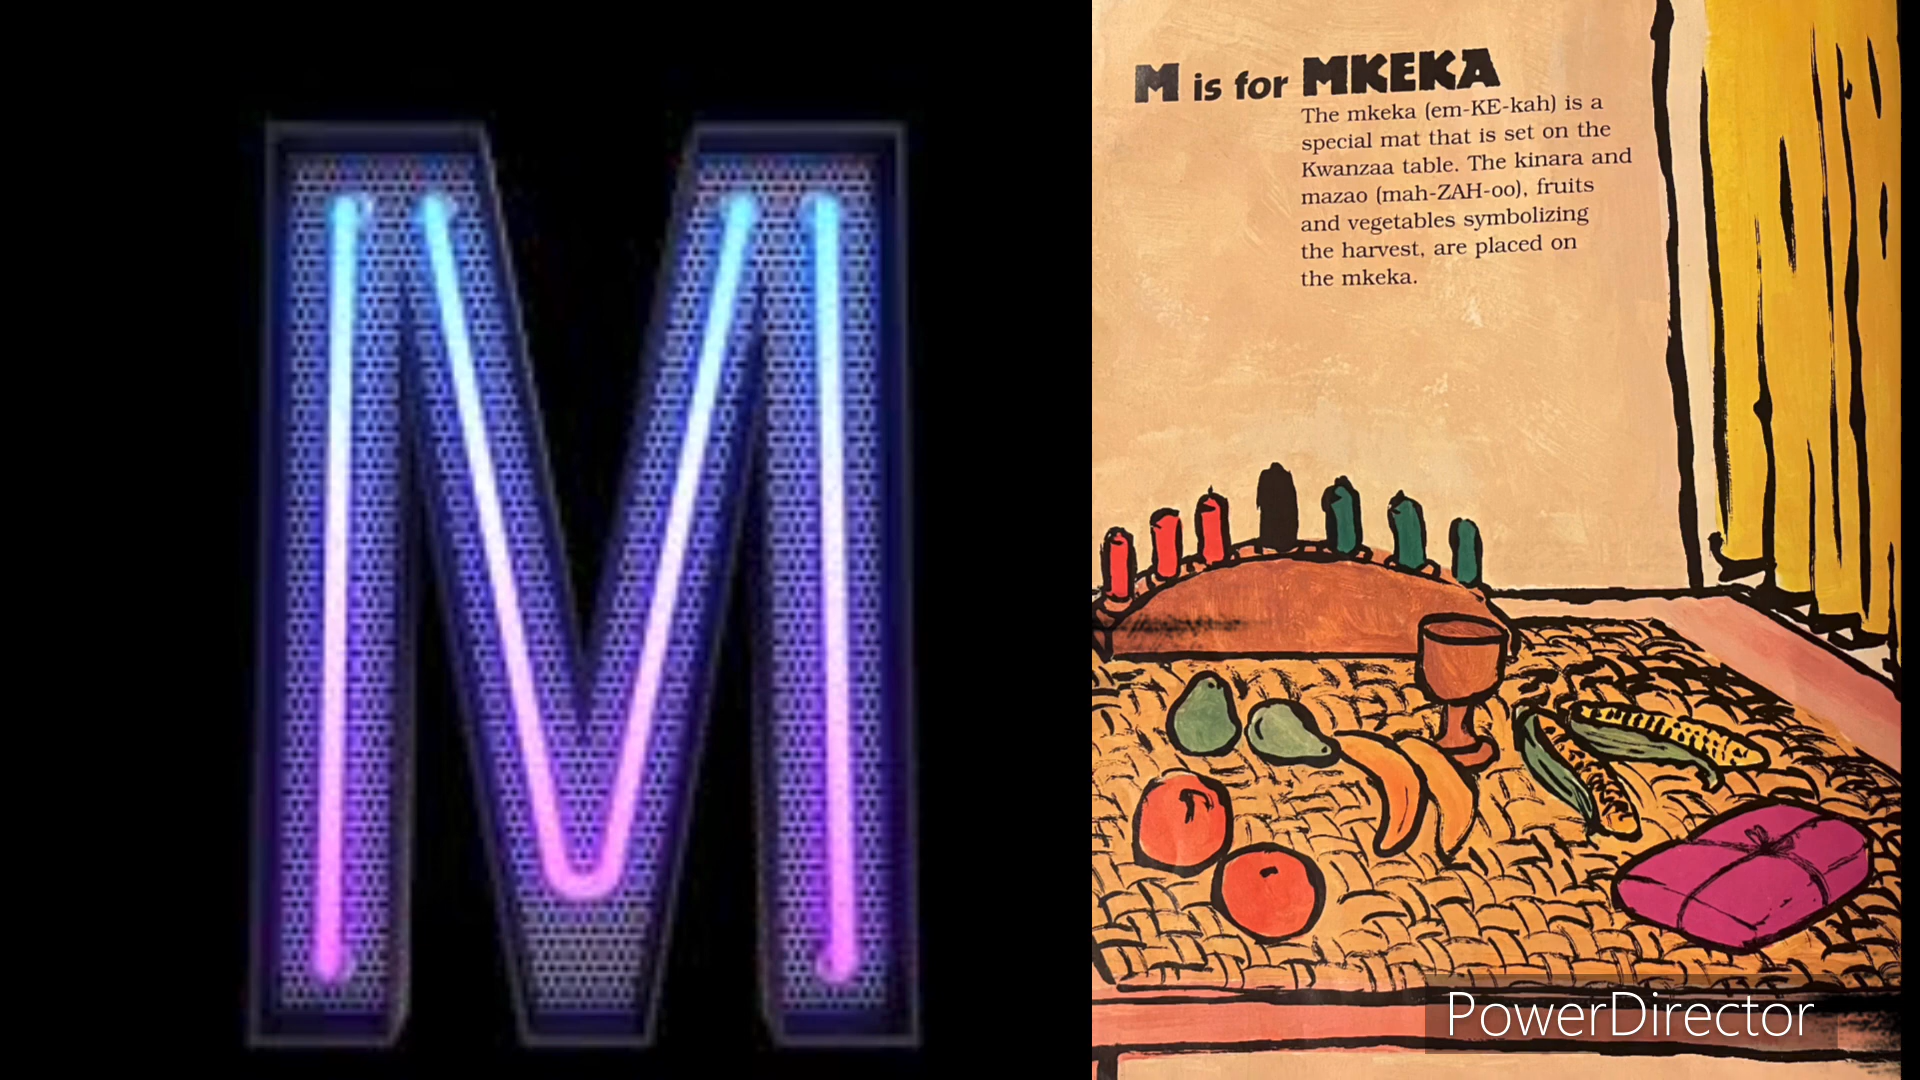 M
M is for MKEKA
The mkeka (em-KE-kah) is a
special mat that is set on the
Kwanzaa table. The kinara and
mazao (mah-ZAH-oo), fruits
and vegetables symbolizing
the harvest, are placed on
the mkeka.
PowerDirector